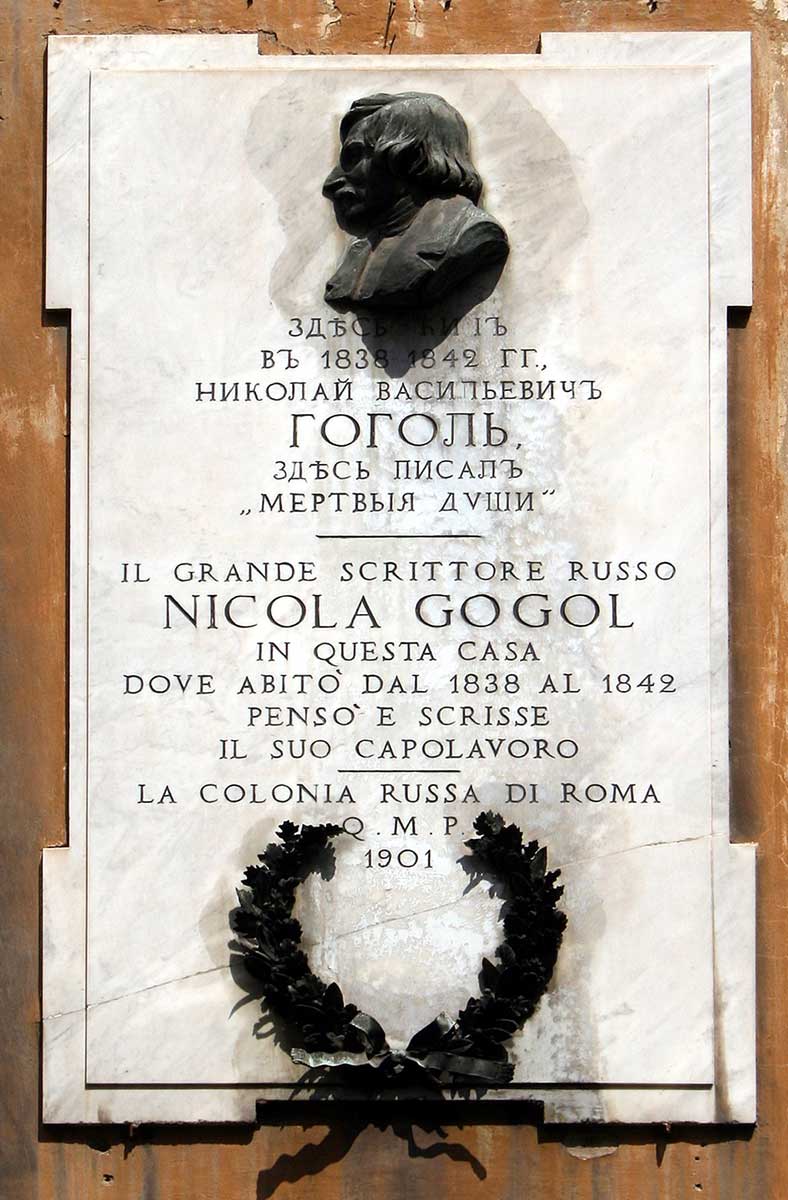 ЗДѢСЬ ЖИЛЪ
ВЪ 1838 1842 ГГ.,
НИКОЛАЙ ВАСИЛЬЕВИЧЪ
ГОГОЛЬ,
ЗДѢСЬ ПИСАЛЪ
„МЕРТВЫЯ ДУШИ”
IL GRANDE SCRITTORE RUSSO
NICOLA GOGOL
IN QUESTA CASA
DOVE ABITÒ DAL 1838 AL 1842
PENSÒ E SCRISSE
IL SUO CAPOLAVORO
LA COLONIA RUSSA DI ROMA
Q.M.P.
1901